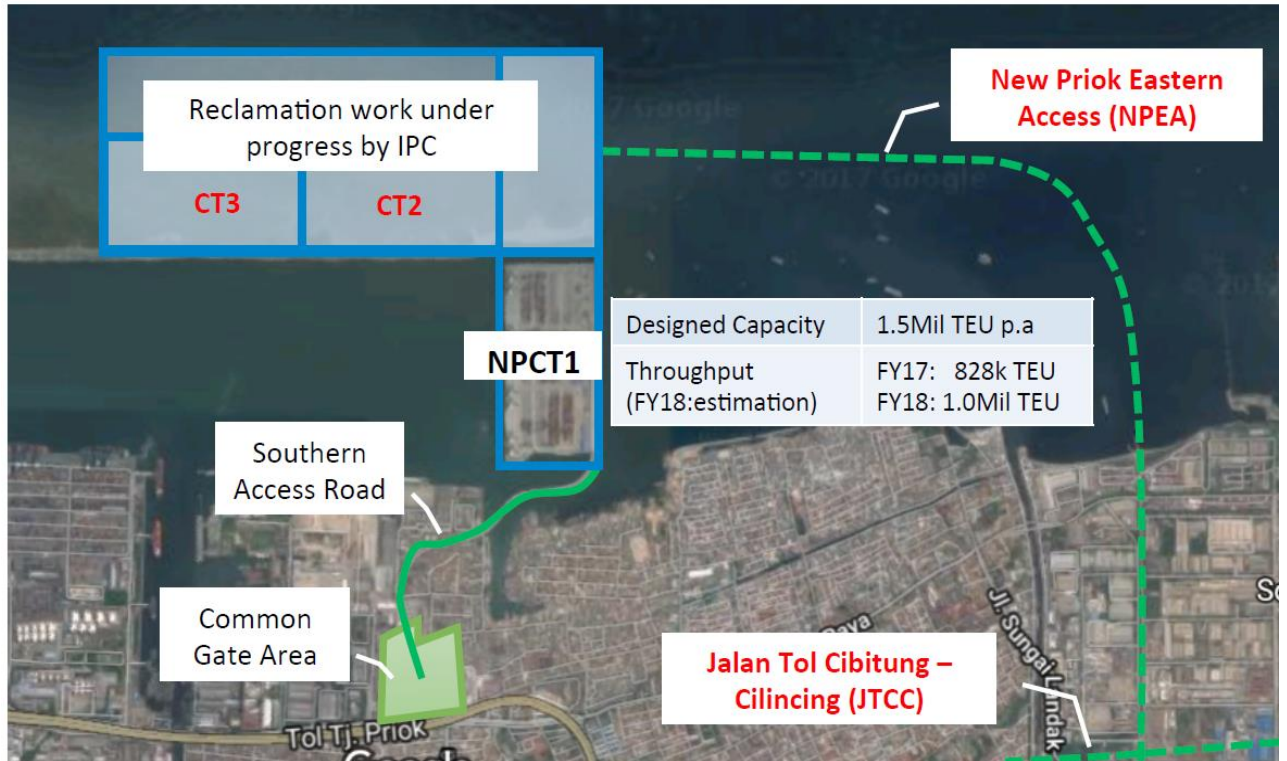 7 Google
New Priok Eastern
Access (NPEA)
Reclamation work under
progress by IPC
© 2017 Google
CT3
CT2
Designed Capacity
1.5Mil TEU p.a
NPCT1
Throughput
(FY18:estimation)
FY17: 828k TEU
FY18: 1.0Mil TEU
Southern
Access Road
Common
Gate Area
Jl. Sungai Landak
Jalan Tol Cibitung –
Cilincing (JTCC)
Tol Tj. Priok
Google